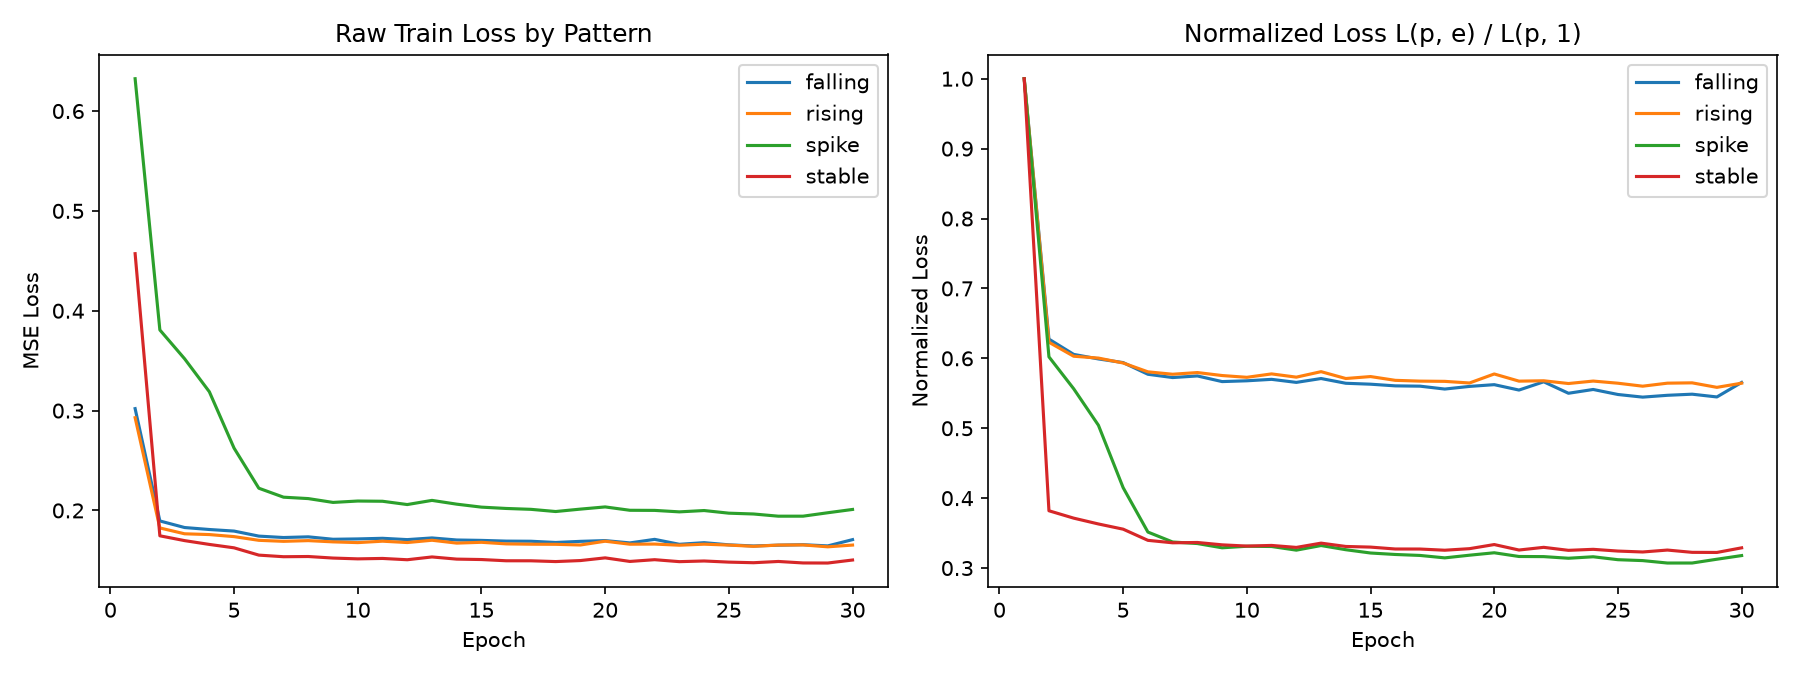 Raw Train Loss by Pattern
MSE Loss
0.6
0.5
0.4
0.3
0.2
0 5 10 15 20 25 30
Epoch
falling
rising
spike
stable
Normalized Loss L(p, e) / L(p, 1)
Normalized Loss
1.0
0.9
0.8
0.7
0.6
0.5
0.4
0.3
0 5 10 15 20 25 30
Epoch
falling
rising
spike
stable